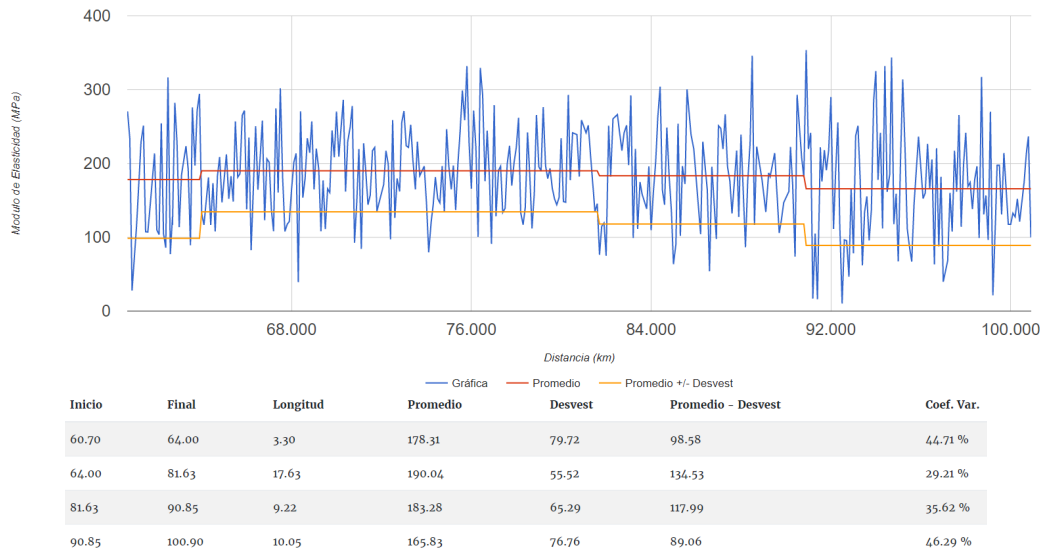 400
300
200
100
0
Modulo de Elasticidad (MPa)
68.000 76.000 84.000 92.000 100.000
Distancia (km)
Gráfica Promedio Promedio +/- Desvest
Inicio Final Longitud Promedio Desvest Promedio - Desvest Coef. Var.
60.70 64.00 3.30 178.31 79.72 98.58 44.71 %
64.00 81.63 17.63 190.04 55.52 134.53 29.21 %
81.63 90.85 9.22 183.28 65.29 117.99 35.62 %
90.85 100.90 10.05 165.83 76.76 89.06 46.29 %